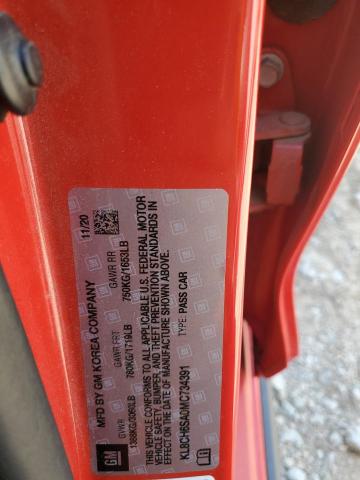 GM
MFD BY GM KOREA COMPANY 11/20
GVWR GAWR FRT GAWR RR
1388KG/3060LB 780KG/1719LB 750KG/1653LB
THIS VEHICLE CONFORMS TO ALL APPLICABLE U.S. FEDERAL MOTOR
VEHICLE SAFETY, BUMPER, AND THEFT PREVENTION STANDARDS IN
EFFECT ON THE DATE OF MANUFACTURE SHOWN ABOVE.
KL8CH6SA0MC734391 TYPE: PASS CAR